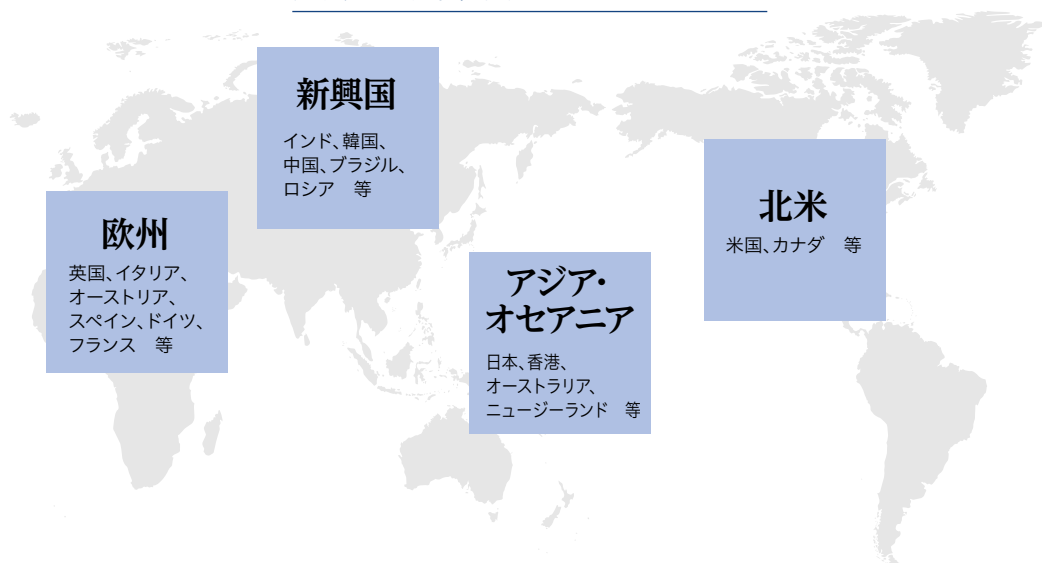 新興国
インド、韓国、
中国、ブラジル、
ロシア　等
欧州
英国、イタリア、
オーストリア、
スペイン、ドイツ、
フランス　等
アジア・
オセアニア
日本、香港、
オーストラリア、
ニュージーランド　等
北米
米国、カナダ　等